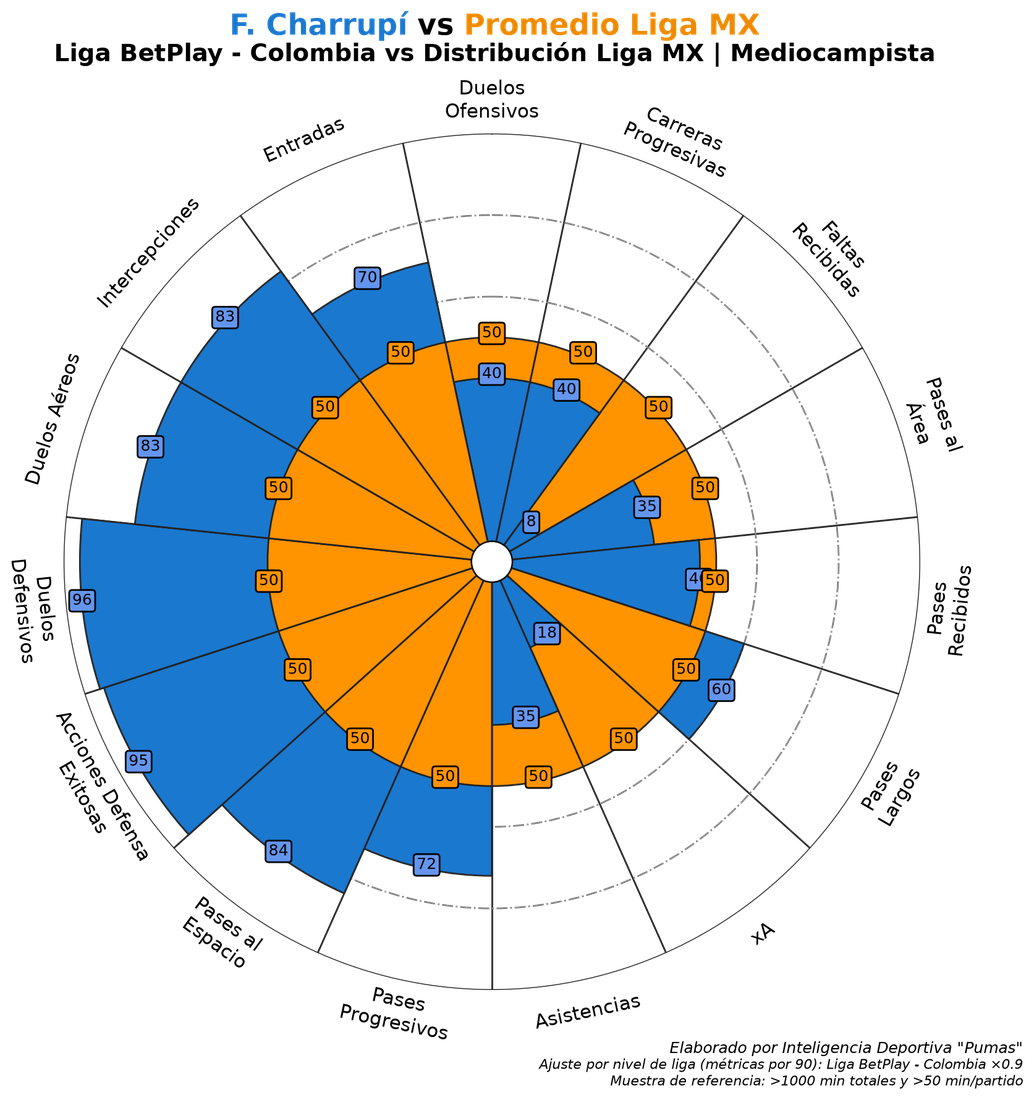 F. Charrupí vs Promedio Liga MX
Liga BetPlay - Colombia vs Distribución Liga MX | Mediocampista
Duelos
Ofensivos
Carreras
Progresivas
Faltas
Recibidas
Pases al
Área
Pases
Recibidos
Pases
Largos
xA
Asistencias
Pases
Progresivos
Pases al
Espacio
Acciones Defensa
Exitosas
Duelos
Defensivos
Duelos Aéreos
Intercepciones
Entradas
50
40
50
40
50
8
50
35
50
50
60
50
18
50
35
50
72
50
84
50
95
50
96
50
83
50
83
50
70
Elaborado por Inteligencia Deportiva "Pumas"
Ajuste por nivel de liga (métricas por 90): Liga BetPlay - Colombia ×0.9
Muestra de referencia: >1000 min totales y >50 min/partido